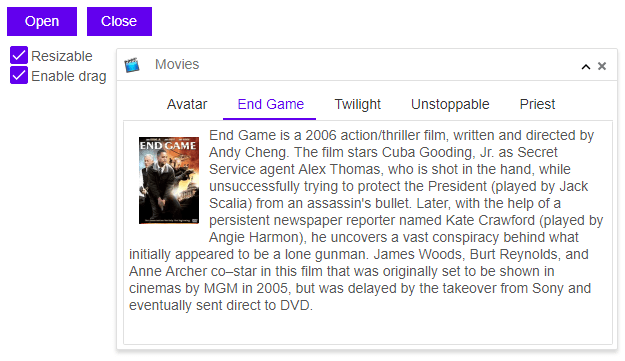 Open Close
Resizable
Enable drag
Movies
Avatar End Game Twilight Unstoppable Priest
END GAME
End Game is a 2006 action/thriller film, written and directed by
Andy Cheng. The film stars Cuba Gooding, Jr. as Secret
Service agent Alex Thomas, who is shot in the hand, while
unsuccessfully trying to protect the President (played by Jack
Scalia) from an assassin's bullet. Later, with the help of a
persistent newspaper reporter named Kate Crawford (played by
Angie Harmon), he uncovers a vast conspiracy behind what
initially appeared to be a lone gunman. James Woods, Burt Reynolds, and
Anne Archer co–star in this film that was originally set to be shown in
cinemas by MGM in 2005, but was delayed by the takeover from Sony and
eventually sent direct to DVD.